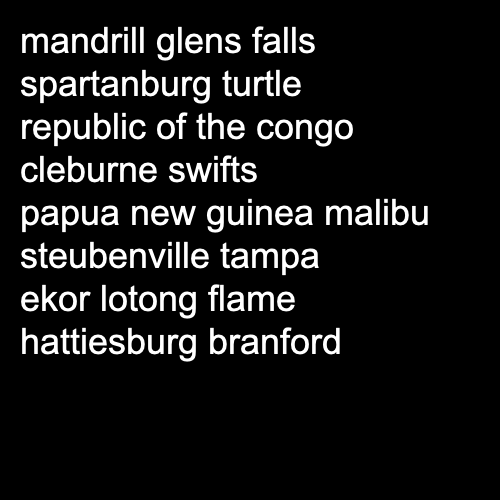 mandrill glens falls
spartanburg turtle
republic of the congo
cleburne swifts
papua new guinea malibu
steubenville tampa
ekor lotong flame
hattiesburg branford